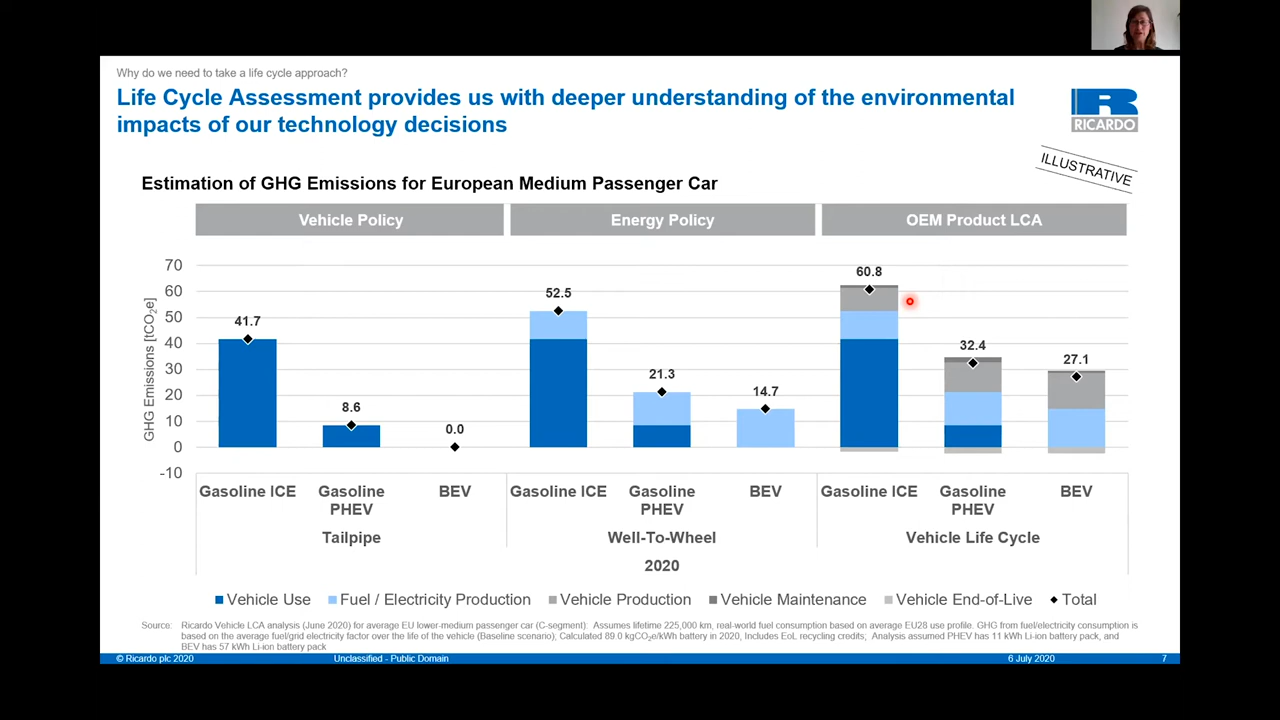 Why do we need to take a life cycle approach?
Life Cycle Assessment provides us with deeper understanding of the environmental
impacts of our technology decisions
RICARDO
ILLUSTRATIVE
Estimation of GHG Emissions for European Medium Passenger Car
Vehicle Policy
Energy Policy
OEM Product LCA
GHG Emissions [tCO2e]
70
60
50
40
30
20
10
0
-10
41.7
8.6
0.0
52.5
21.3
14.7
60.8
32.4
27.1
Gasoline ICE
Gasoline
PHEV
BEV
Gasoline ICE
Gasoline
PHEV
BEV
Gasoline ICE
Gasoline
PHEV
BEV
Tailpipe
Well-To-Wheel
Vehicle Life Cycle
2020
Vehicle Use
Fuel / Electricity Production
Vehicle Production
Vehicle Maintenance
Vehicle End-of-Live
Total
Source: Ricardo Vehicle LCA analysis (June 2020) for average EU lower-medium passenger car (C-segment): Assumes lifetime 225,000 km, real-world fuel consumption based on average EU28 use profile. GHG from fuel/electricity consumption is
based on the average fuel/grid electricity factor over the life of the vehicle (Baseline scenario); Calculated 89.0 kgCO2e/kWh battery in 2020, Includes EoL recycling credits; Analysis assumed PHEV has 11 kWh Li-ion battery pack, and
BEV has 57 kWh Li-ion battery pack
© Ricardo plc 2020
Unclassified - Public Domain
6 July 2020
7